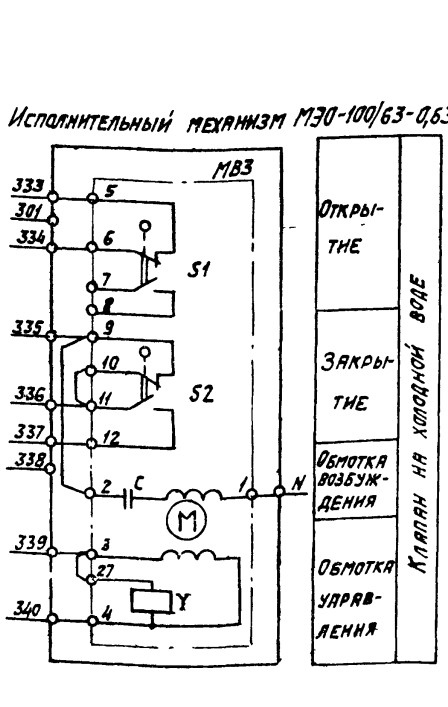 Исполнительный механизм МЭО-100/63-0,63
МВ3
333
301
334
335
336
337
338
339
340
5
6
7
8
9
10
11
12
2
3
27
4
1
S1
S2
C
M
Y
N
Откры-
тие
Закры-
тие
Обмотка
возбуж-
дения
Обмотка
управ-
ления
Клапан на холодной воде